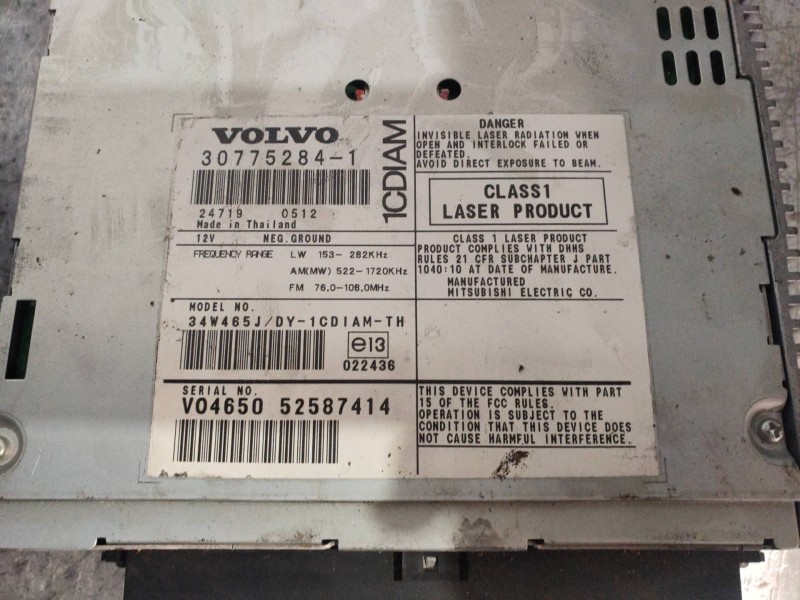 VOLVO
30775284-1
1CDIAM
24719 0512
Made in Thailand
12V NEG.GROUND
FREQUENCY RANGE LW 153-282KHz
AM(MW) 522-1720KHz
FM 76.0-108.0MHz
MODEL NO.
34W465J/DY-1CDIAM-TH
e13
022436
SERIAL NO.
V04650 52587414
DANGER
INVISIBLE LASER RADIATION WHEN
OPEN AND INTERLOCK FAILED OR
DEFEATED.
AVOID DIRECT EXPOSURE TO BEAM.
CLASS1
LASER PRODUCT
CLASS 1 LASER PRODUCT
PRODUCT COMPLIES WITH DHHS
RULES 21 CFR SUBCHAPTER J PART
1040:10 AT DATE OF MANUFACTURE.
MANUFACTURED
MITSUBISHI ELECTRIC CO.
THIS DEVICE COMPLIES WITH PART
15 OF THE FCC RULES.
OPERATION IS SUBJECT TO THE
CONDITION THAT THIS DEVICE DOES
NOT CAUSE HARMFUL INTERFERENCE.